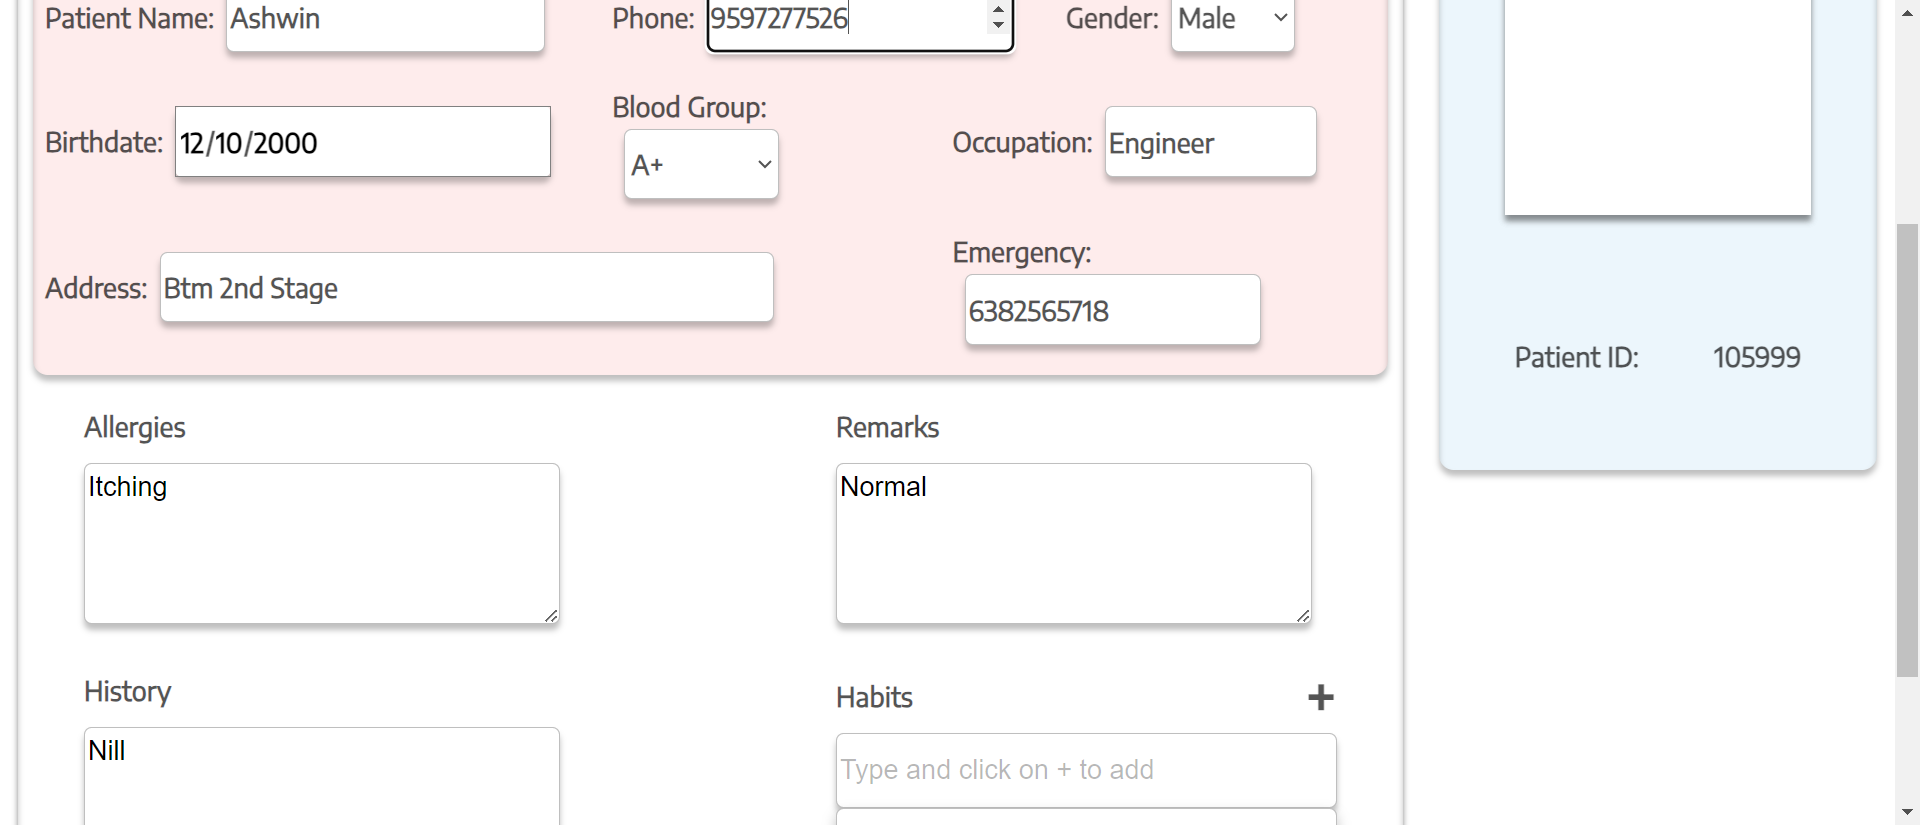 Patient Name: Ashwin Phone: 9597277526 Gender: Male
Blood Group:
Birthdate: 12/10/2000 A+ Occupation: Engineer
Emergency:
Address: Btm 2nd Stage 6382565718
Patient ID: 105999
Allergies Remarks
Itching Normal
History Habits +
Nill Type and click on + to add